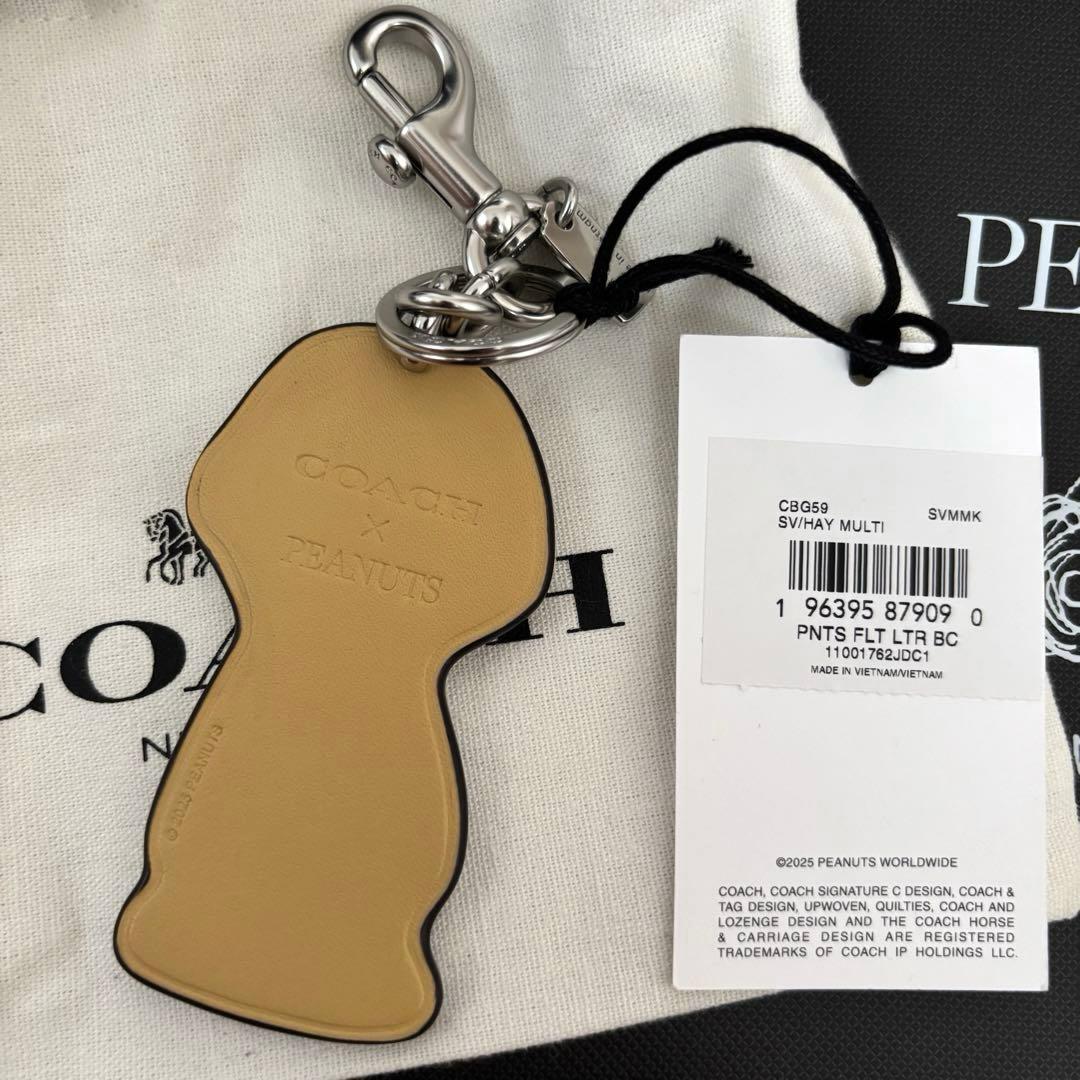 PE
COACH
×
PEANUTS
© 2025 PEANUTS
COACH
N
CBG59 SVMMK
SV/HAY MULTI
1 96395 87909 0
PNTS FLT LTR BC
11001762JDC1
MADE IN VIETNAM/VIETNAM
©2025 PEANUTS WORLDWIDE
COACH, COACH SIGNATURE C DESIGN, COACH &
TAG DESIGN, UPWOVEN, QUILTIES, COACH AND
LOZENGE DESIGN AND THE COACH HORSE
& CARRIAGE DESIGN ARE REGISTERED
TRADEMARKS OF COACH IP HOLDINGS LLC.